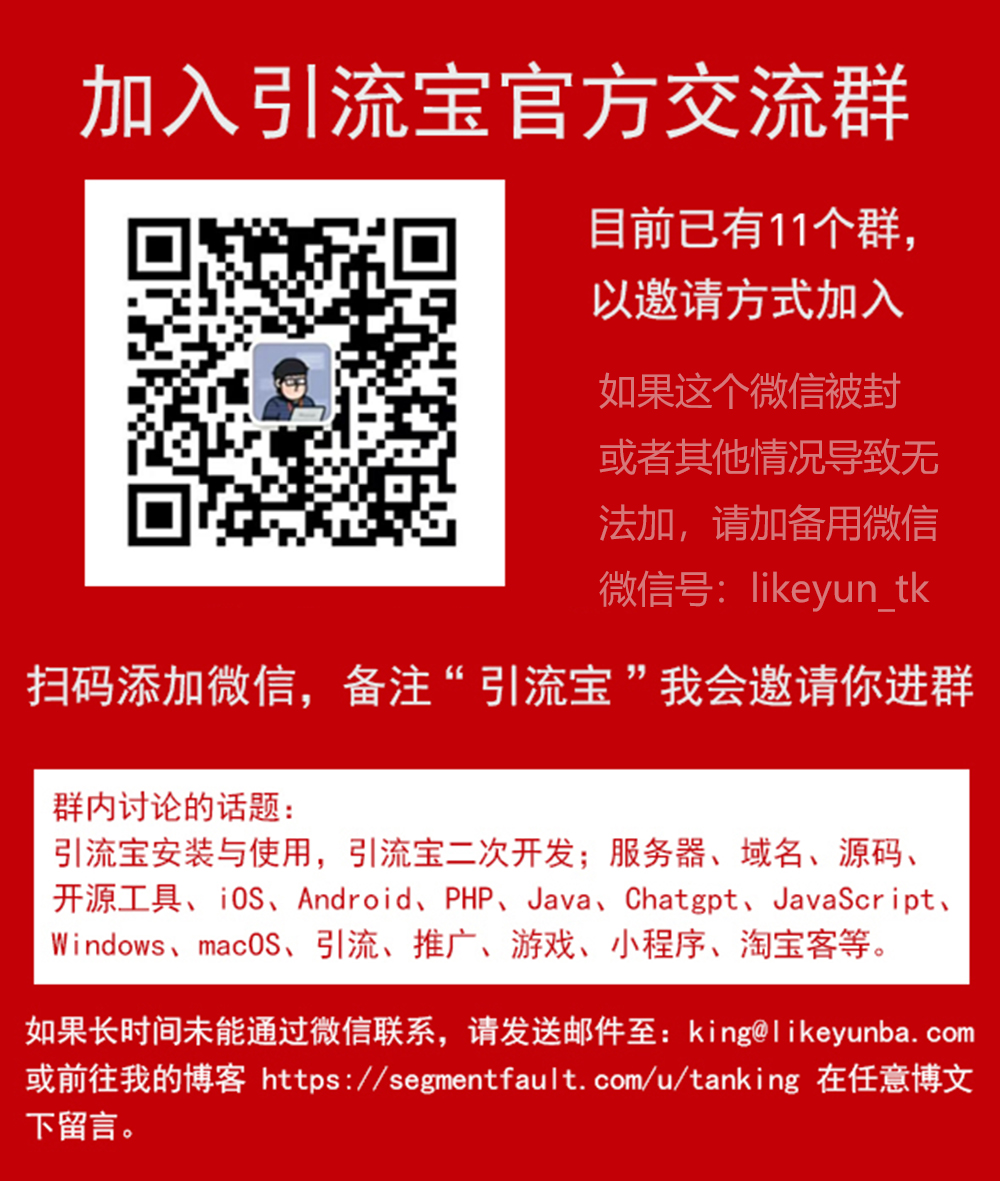 加入引流宝官方交流群
目前已有11个群，
以邀请方式加入
如果这个微信被封
或者其他情况导致无
法加，请加备用微信
微信号：likeyun_tk
扫码添加微信，备注“引流宝”我会邀请你进群
群内讨论的话题：
引流宝安装与使用，引流宝二次开发；服务器、域名、源码、
开源工具、iOS、Android、PHP、Java、Chatgpt、JavaScript、
Windows、macOS、引流、推广、游戏、小程序、淘宝客等。
如果长时间未能通过微信联系，请发送邮件至：king@likeyunba.com
或前往我的博客 https://segmentfault.com/u/tanking 在任意博文
下留言。